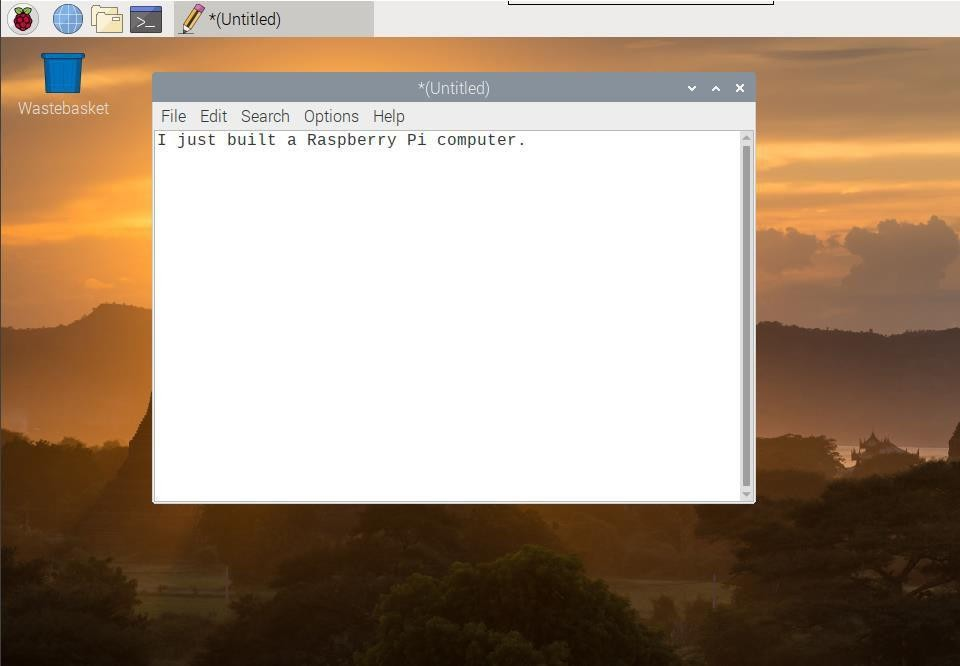 *(Untitled)
Wastebasket
*(Untitled)
File Edit Search Options Help
I just built a Raspberry Pi computer.